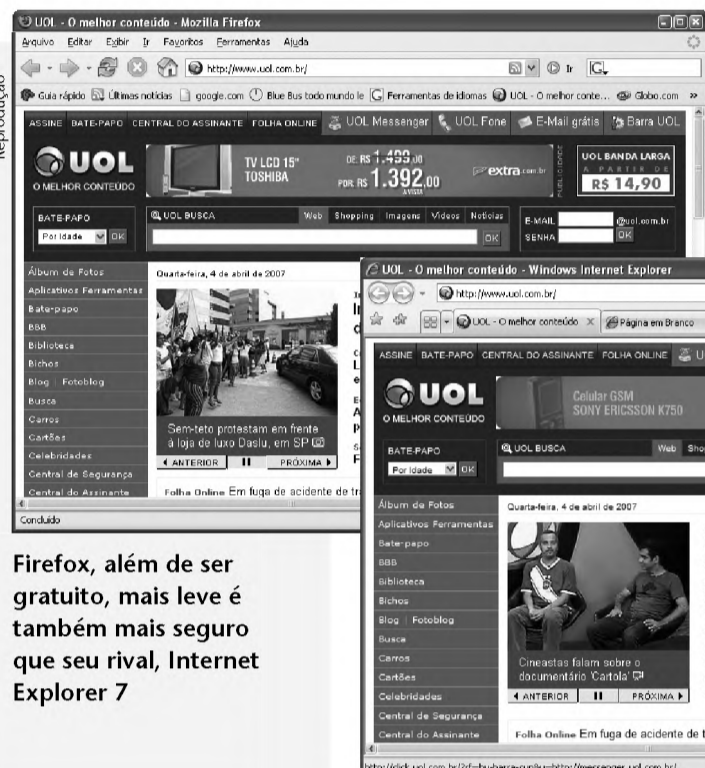 Reprodução
UOL - O melhor conteúdo - Mozilla Firefox
Arquivo Editar Exibir Ir Favoritos Ferramentas Ajuda
http://www.uol.com.br/
Ir
G
Guia rápido Últimas notícias google.com Blue Bus todo mundo le Ferramentas de idiomas UOL - O melhor conte... Globo.com »
ASSINE BATE-PAPO CENTRAL DO ASSINANTE FOLHA ONLINE UOL Messenger UOL Fone E-Mail grátis Barra UOL
UOL
O MELHOR CONTEÚDO
TV LCD 15"
TOSHIBA
DE: R$ 1.499,00
POR: R$ 1.392,00
À VISTA
extra.com.br
PUBLICIDADE
UOL BANDA LARGA
A PARTIR DE
R$ 14,90
BATE-PAPO
Por Idade OK
UOL BUSCA Web Shopping Imagens Vídeos Notícias
OK
E-MAIL @uol.com.br
SENHA OK
Álbum de Fotos
Aplicativos Ferramentas
Bate-papo
BBB
Biblioteca
Bichos
Blog | Fotoblog
Busca
Carros
Cartões
Celebridades
Central de Segurança
Central do Assinante
Quarta-feira, 4 de abril de 2007
Sem-teto protestam em frente
à loja de luxo Daslu, em SP
ANTERIOR PRÓXIMA
Folha Online Em fuga de acidente de tr
Concluído
UOL - O melhor conteúdo - Windows Internet Explorer
http://www.uol.com.br/
UOL - O melhor conteúdo Página em Branco
ASSINE BATE-PAPO CENTRAL DO ASSINANTE FOLHA ONLINE U
UOL
O MELHOR CONTEÚDO
Celular GSM
SONY ERICSSON K750
BATE-PAPO
Por Idade OK
UOL BUSCA Web Shop
Álbum de Fotos
Aplicativos Ferramentas
Bate-papo
BBB
Biblioteca
Bichos
Blog | Fotoblog
Busca
Carros
Cartões
Celebridades
Central de Segurança
Central do Assinante
Quarta-feira, 4 de abril de 2007
Cineastas falam sobre o
documentário 'Cartola'
ANTERIOR PRÓXIMA
Folha Online Em fuga de acidente de t
Firefox, além de ser
gratuito, mais leve é
também mais seguro
que seu rival, Internet
Explorer 7